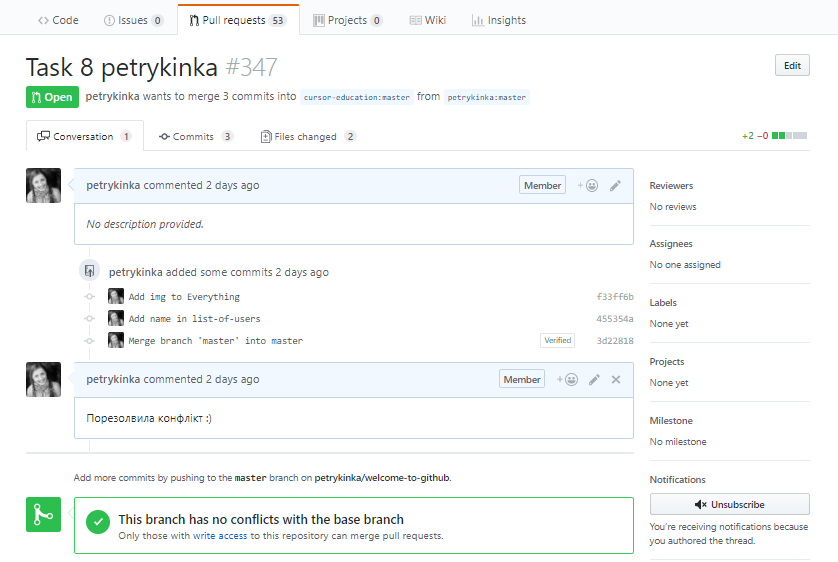 Code Issues 0 Pull requests 53 Projects 0 Wiki Insights
Task 8 petrykinka #347 Edit
Open petrykinka wants to merge 3 commits into cursor-education:master from petrykinka:master
Conversation 1 Commits 3 Files changed 2 +2 −0
petrykinka commented 2 days ago Member +
No description provided.
petrykinka added some commits 2 days ago
Add img to Everything f33ff6b
Add name in list-of-users 455354a
Merge branch 'master' into master Verified 3d22818
petrykinka commented 2 days ago Member +
Порезолвила конфлікт :)
Add more commits by pushing to the master branch on petrykinka/welcome-to-github.
This branch has no conflicts with the base branch
Only those with write access to this repository can merge pull requests.
Reviewers
No reviews
Assignees
No one assigned
Labels
None yet
Projects
None yet
Milestone
No milestone
Notifications
Unsubscribe
You're receiving notifications because
you authored the thread.